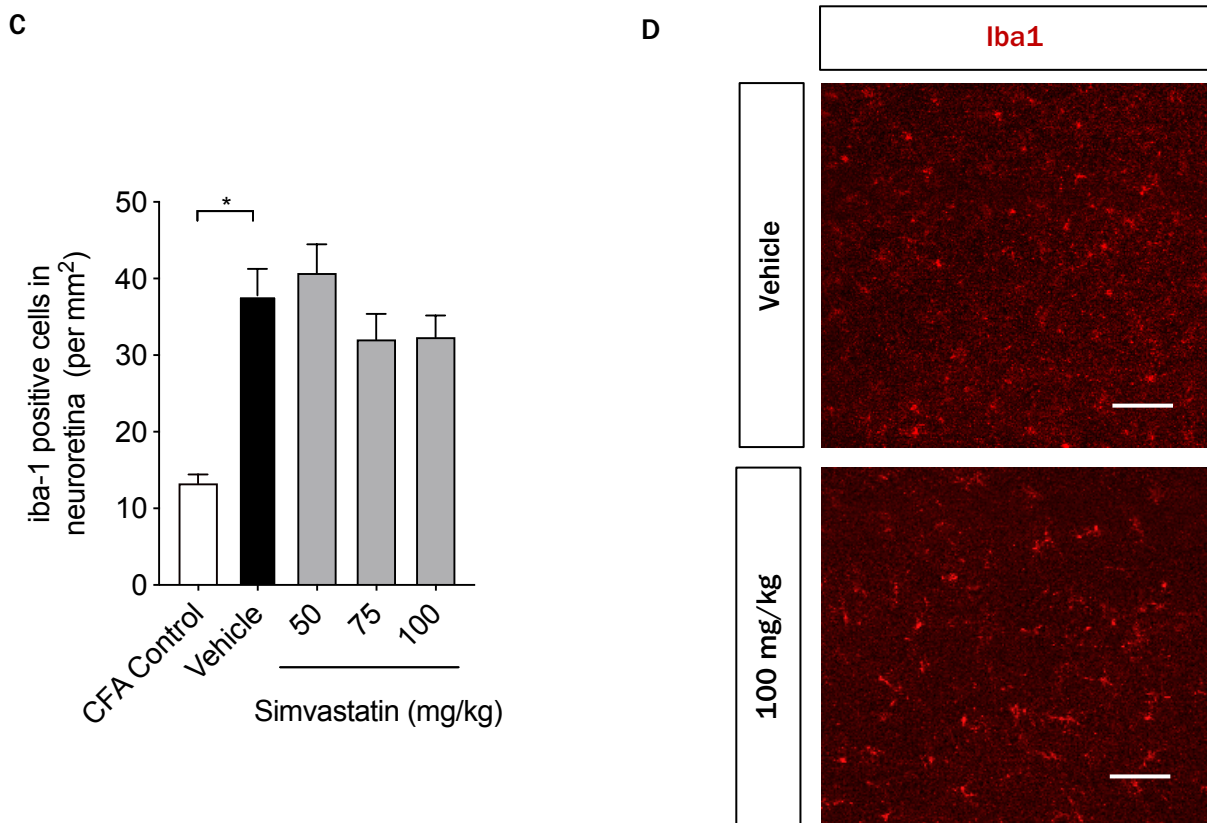 C
D
Iba1
Vehicle
100 mg/kg
iba-1 positive cells in
neuroretina (per mm²)
50
40
30
20
10
0
*
CFA Control
Vehicle
50
75
100
Simvastatin (mg/kg)